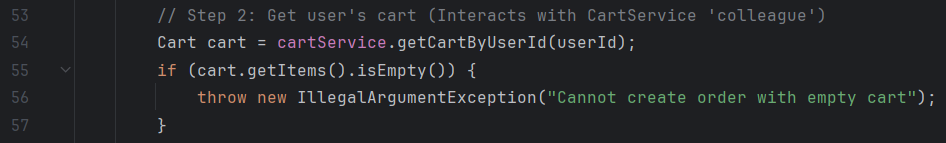 53 // Step 2: Get user's cart (Interacts with CartService 'colleague')
54 Cart cart = cartService.getCartByUserId(userId);
55 if (cart.getItems().isEmpty()) {
56 throw new IllegalArgumentException("Cannot create order with empty cart");
57 }